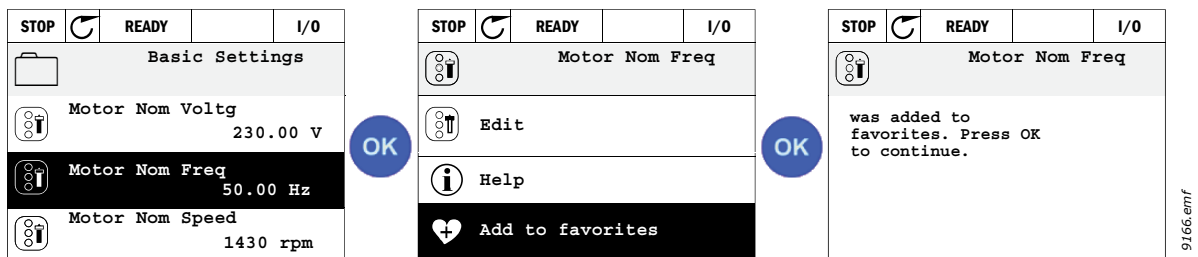 STOP READY I/O
Basic Settings
Motor Nom Voltg
230.00 V
Motor Nom Freq
50.00 Hz
Motor Nom Speed
1430 rpm
OK
STOP READY I/O
Motor Nom Freq
Edit
Help
Add to favorites
OK
STOP READY I/O
Motor Nom Freq
was added to
favorites. Press OK
to continue.
9166.emf